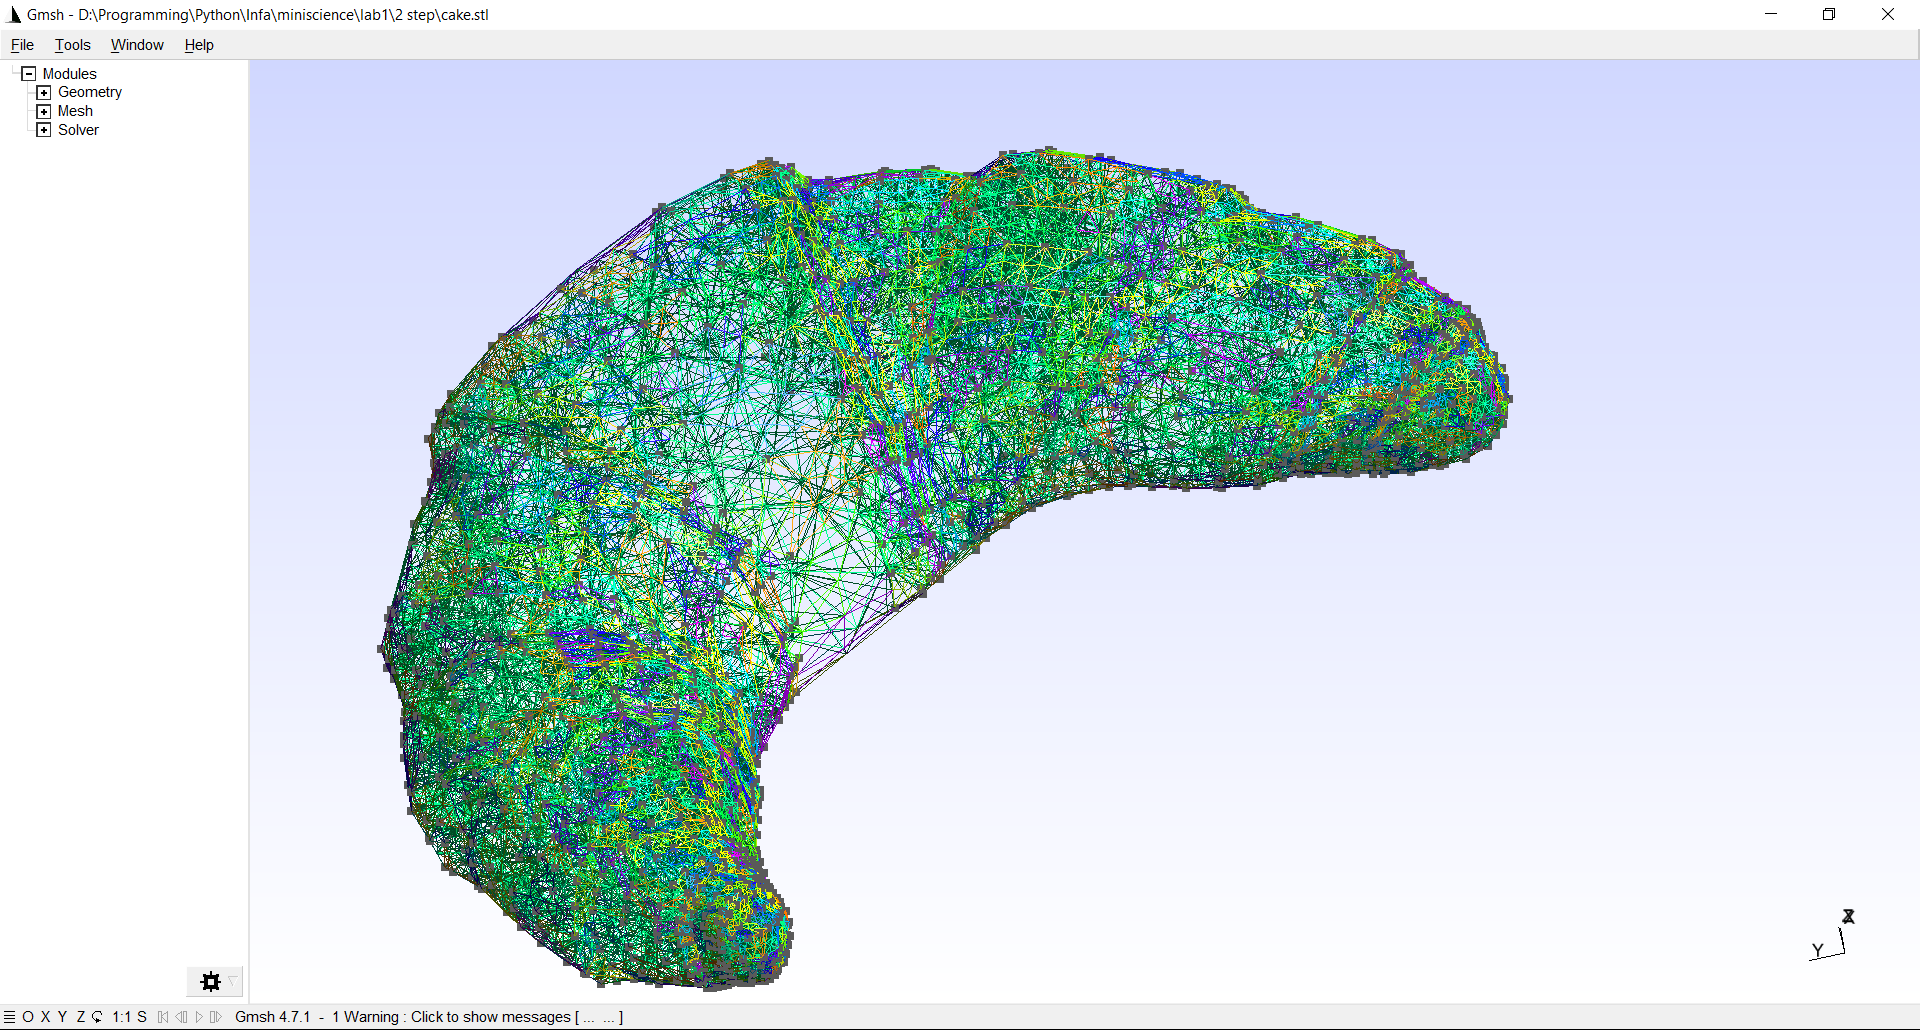 Gmsh - D:\Programming\Python\Infa\miniscience\lab1\2 step\cake.stl
File Tools Window Help
Modules
Geometry
Mesh
Solver
Y
O X Y Z 1:1 S Gmsh 4.7.1 - 1 Warning : Click to show messages [ ... ... ]